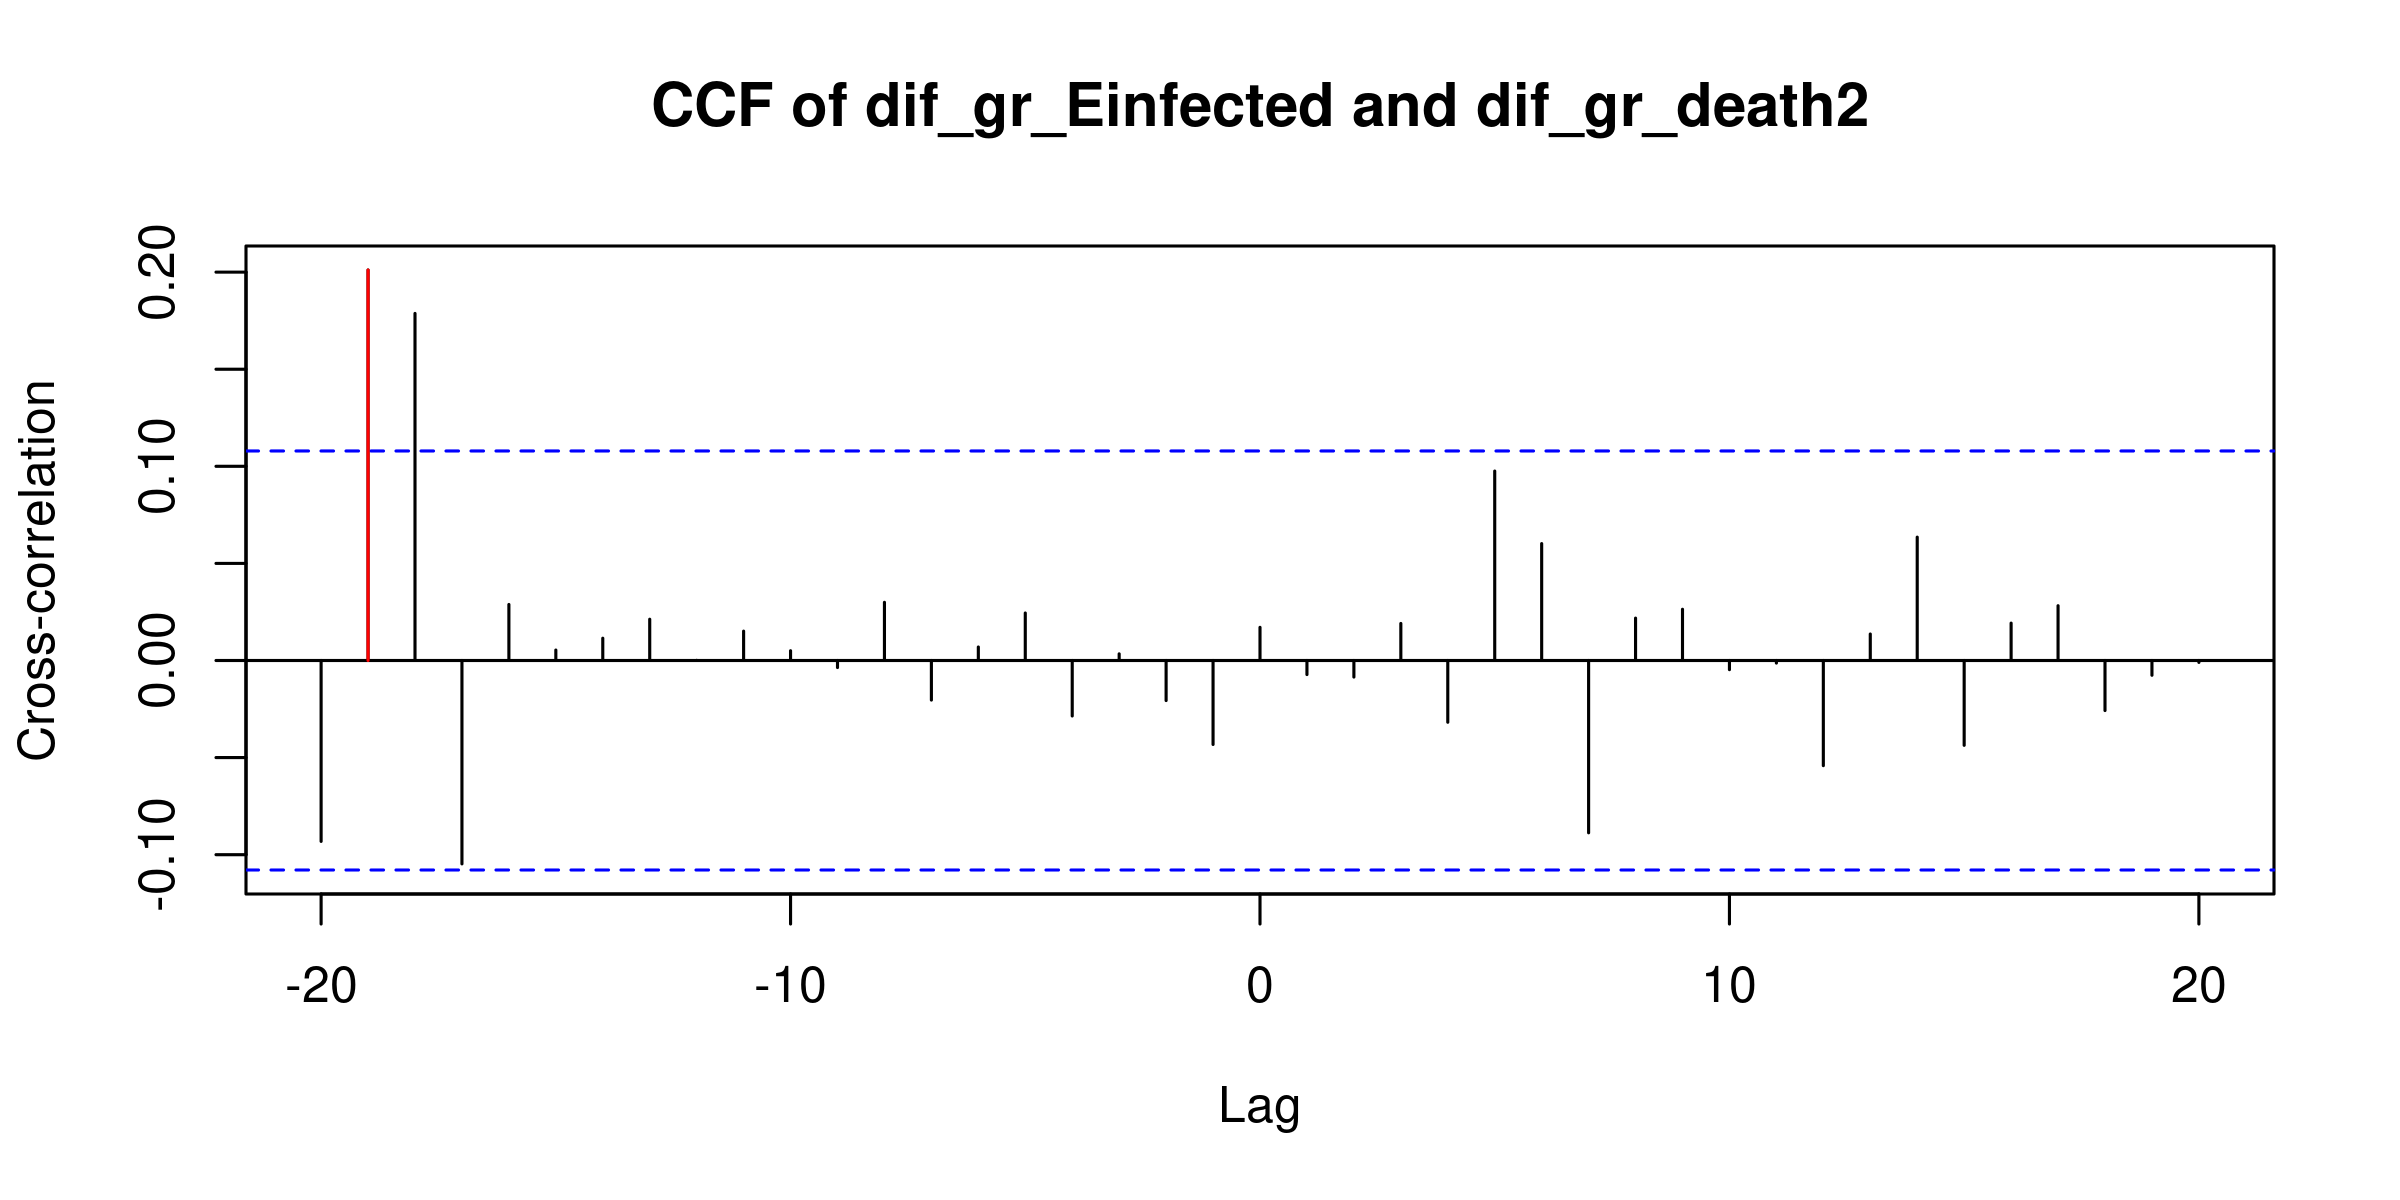 CCF of dif_gr_Einfected and dif_gr_death2
Cross-correlation
0.20
0.10
0.00
-0.10
-20 -10 0 10 20
Lag